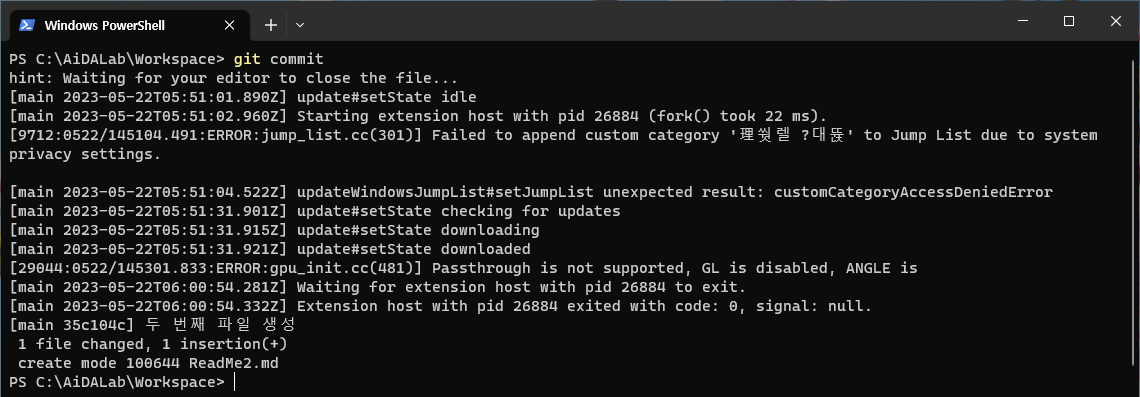 Windows PowerShell
PS C:\AiDALab\Workspace> git commit
hint: Waiting for your editor to close the file...
[main 2023-05-22T05:51:01.890Z] update#setState idle
[main 2023-05-22T05:51:02.960Z] Starting extension host with pid 26884 (fork() took 22 ms).
[9712:0522/145104.491:ERROR:jump_list.cc(301)] Failed to append custom category '理쒓렐 ?대뜑' to Jump List due to system
privacy settings.
[main 2023-05-22T05:51:04.522Z] updateWindowsJumpList#setJumpList unexpected result: customCategoryAccessDeniedError
[main 2023-05-22T05:51:31.901Z] update#setState checking for updates
[main 2023-05-22T05:51:31.915Z] update#setState downloading
[main 2023-05-22T05:51:31.921Z] update#setState downloaded
[29044:0522/145301.833:ERROR:gpu_init.cc(481)] Passthrough is not supported, GL is disabled, ANGLE is
[main 2023-05-22T06:00:54.281Z] Waiting for extension host with pid 26884 to exit.
[main 2023-05-22T06:00:54.332Z] Extension host with pid 26884 exited with code: 0, signal: null.
[main 35c104c] 두 번째 파일 생성
1 file changed, 1 insertion(+)
create mode 100644 ReadMe2.md
PS C:\AiDALab\Workspace>